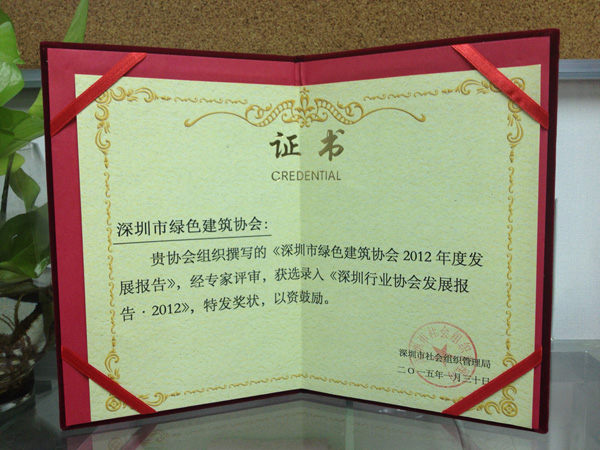 证书
CREDENTIAL
深圳市绿色建筑协会：
贵协会组织撰写的《深圳市绿色建筑协会 2012 年度发
展报告》，经专家评审，获选录入《深圳行业协会发展报
告·2012》，特发奖状，以资鼓励。
深圳市社会组织管理局
二〇一五年一月三十日